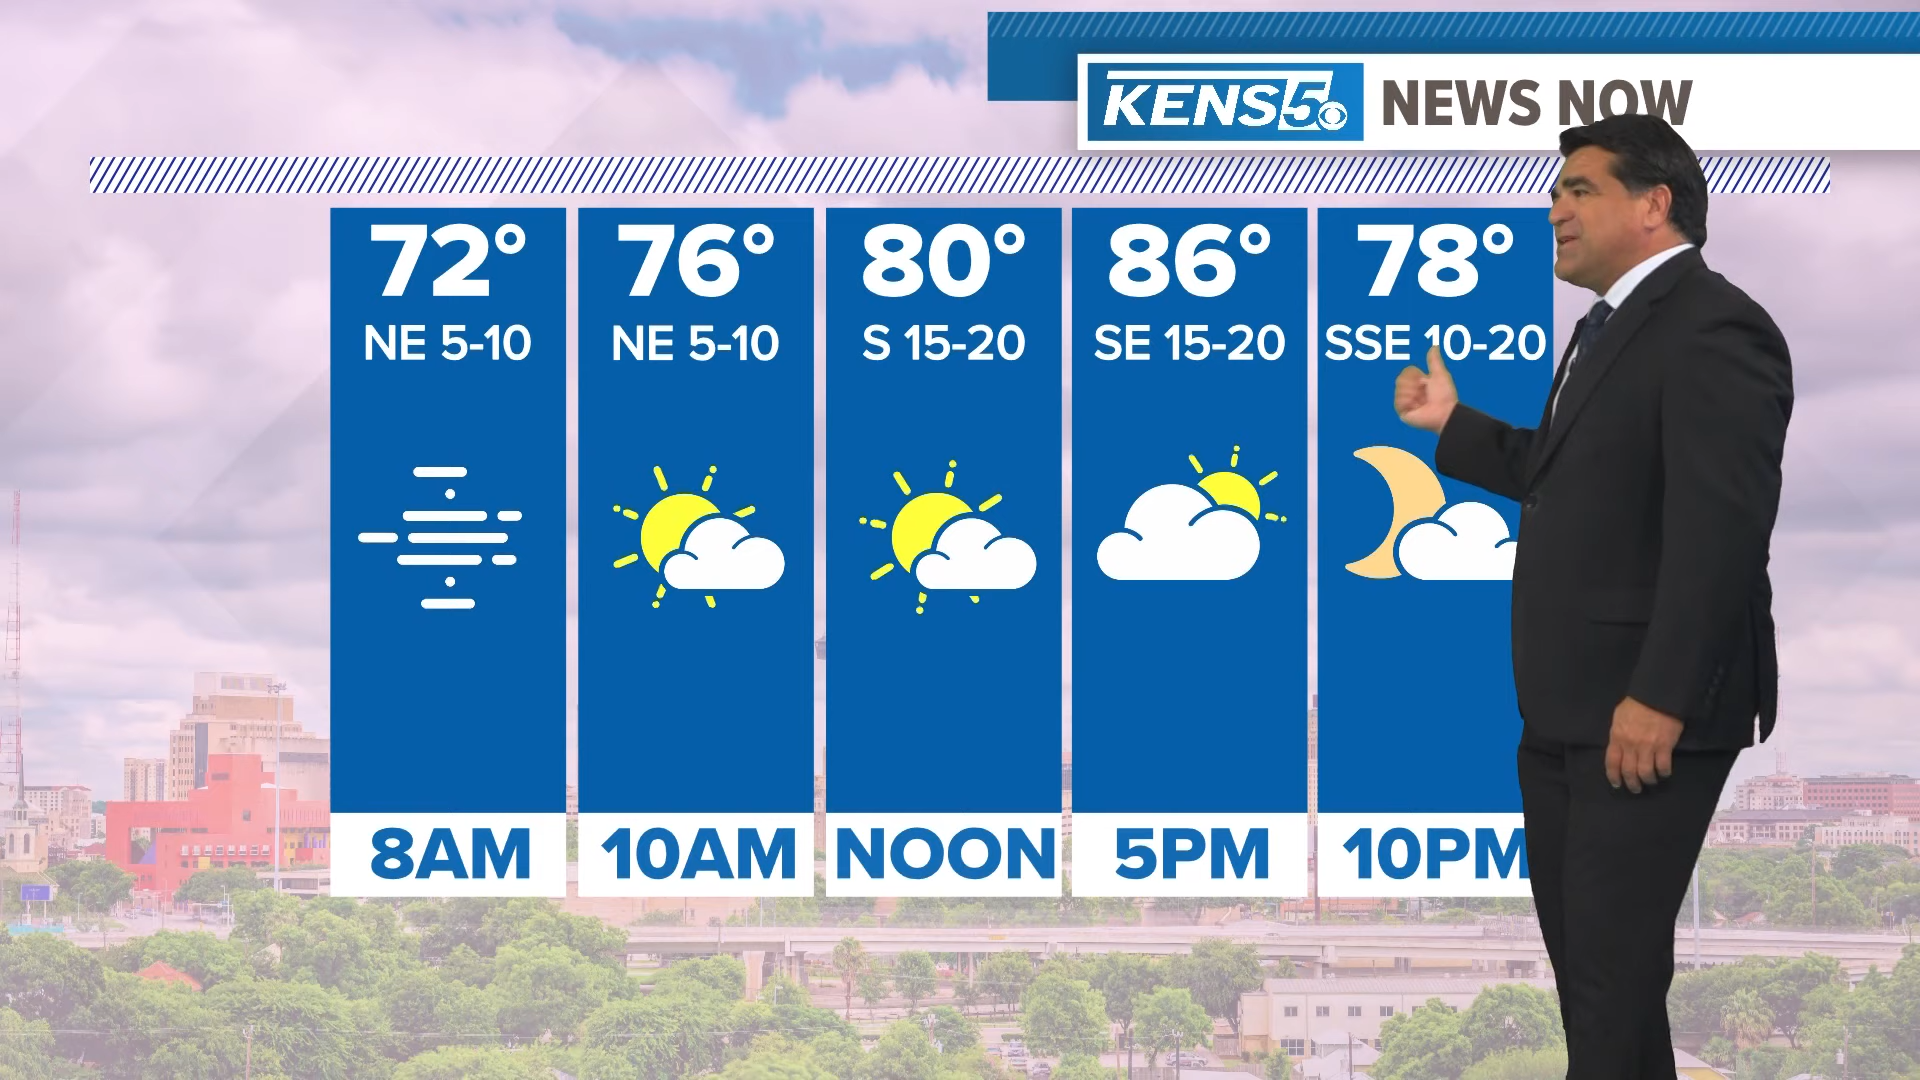 KENS5 NEWS NOW
72° 76° 80° 86° 78°
NE 5-10 NE 5-10 S 15-20 SE 15-20 SSE 10-20
8AM 10AM NOON 5PM 10PM